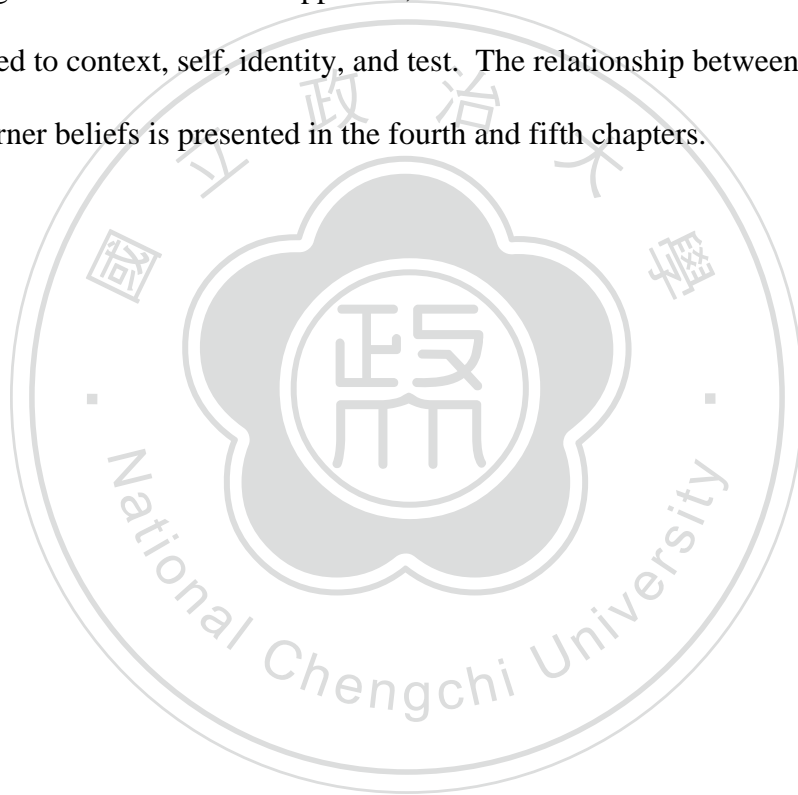 ed to context, self, identity, and test. The relationship between
rner beliefs is presented in the fourth and fifth chapters.
國立政治大學
政
National Chengchi University